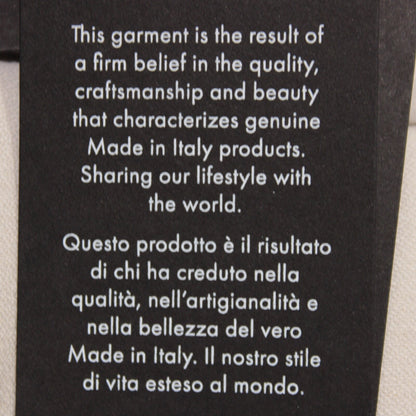 This garment is the result of
a firm belief in the quality,
craftsmanship and beauty
that characterizes genuine
Made in Italy products.
Sharing our lifestyle with
the world.
Questo prodotto è il risultato
di chi ha creduto nella
qualità, nell'artigianalità e
nella bellezza del vero
Made in Italy. Il nostro stile
di vita esteso al mondo.